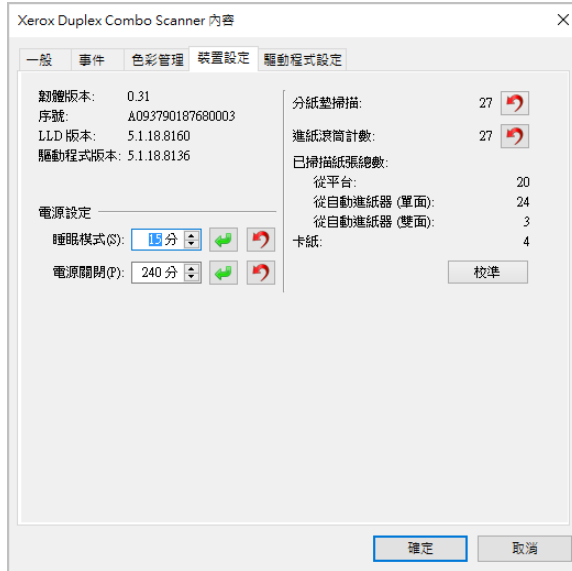 Xerox Duplex Combo Scanner 內容
一般 事件 色彩管理 裝置設定 驅動程式設定
韌體版本: 0.31
序號: A093790187680003
LLD 版本: 5.1.18.8160
驅動程式版本: 5.1.18.8136
電源設定
睡眠模式(S): 15 分
電源關閉(P): 240 分
分紙墊掃描: 27
進紙滾筒計數: 27
已掃描紙張總數:
從平台: 20
從自動進紙器 (單面): 24
從自動進紙器 (雙面): 3
卡紙: 4
校準
確定 取消